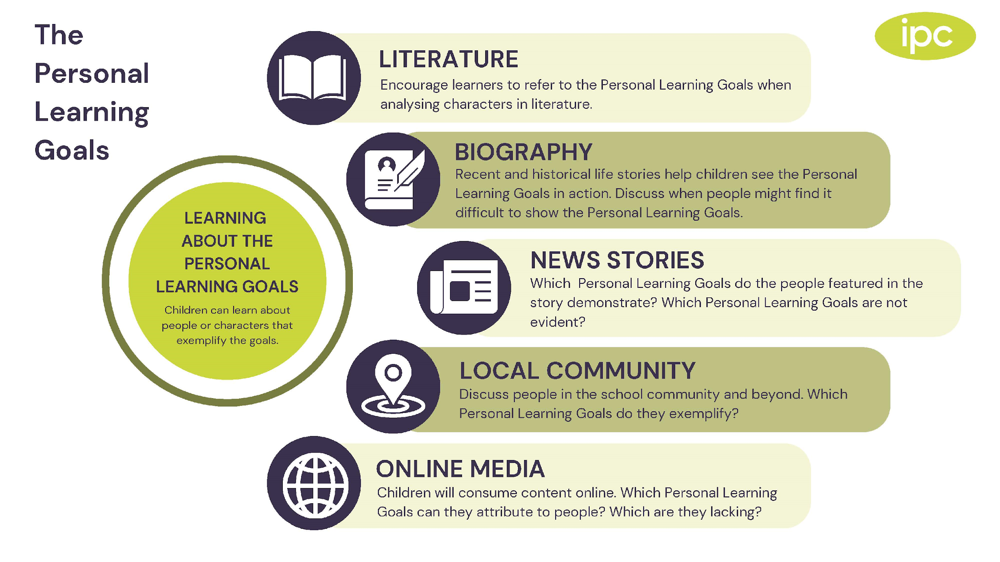 The
Personal
Learning
Goals
ipc
LEARNING
ABOUT THE
PERSONAL
LEARNING GOALS
Children can learn about
people or characters that
exemplify the goals.
LITERATURE
Encourage learners to refer to the Personal Learning Goals when
analysing characters in literature.
BIOGRAPHY
Recent and historical life stories help children see the Personal
Learning Goals in action. Discuss when people might find it
difficult to show the Personal Learning Goals.
NEWS STORIES
Which Personal Learning Goals do the people featured in the
story demonstrate? Which Personal Learning Goals are not
evident?
LOCAL COMMUNITY
Discuss people in the school community and beyond. Which
Personal Learning Goals do they exemplify?
ONLINE MEDIA
Children will consume content online. Which Personal Learning
Goals can they attribute to people? Which are they lacking?